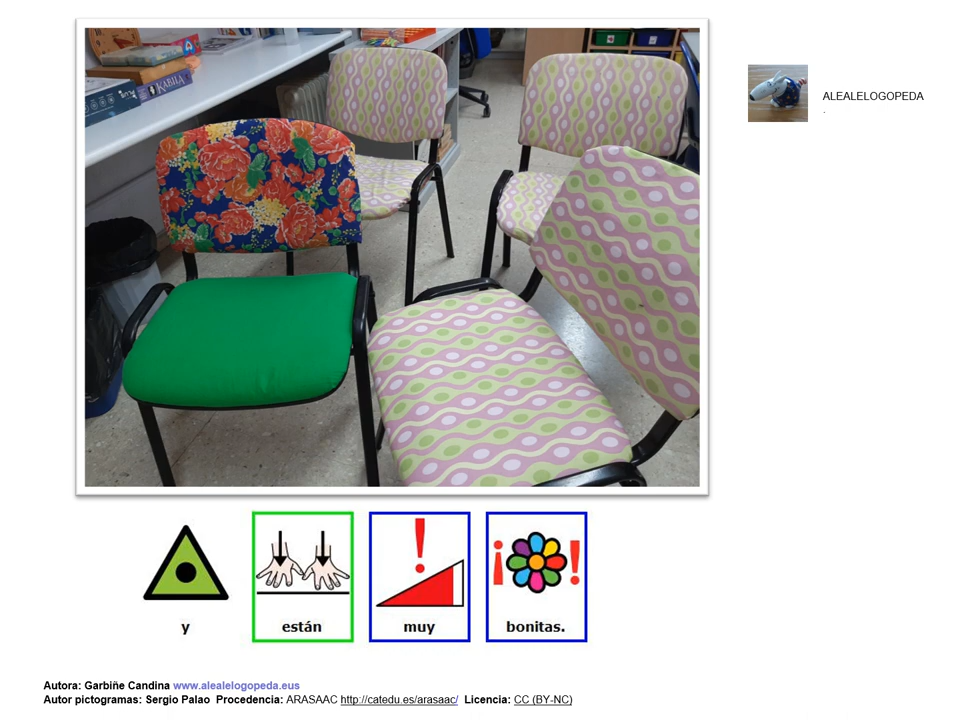 KABILA
ALEALELOGOPEDA
.
y están muy bonitas.
Autora: Garbiñe Candina www.alealelogopeda.eus
Autor pictogramas: Sergio Palao Procedencia: ARASAAC http://catedu.es/arasaac/ Licencia: CC (BY-NC)